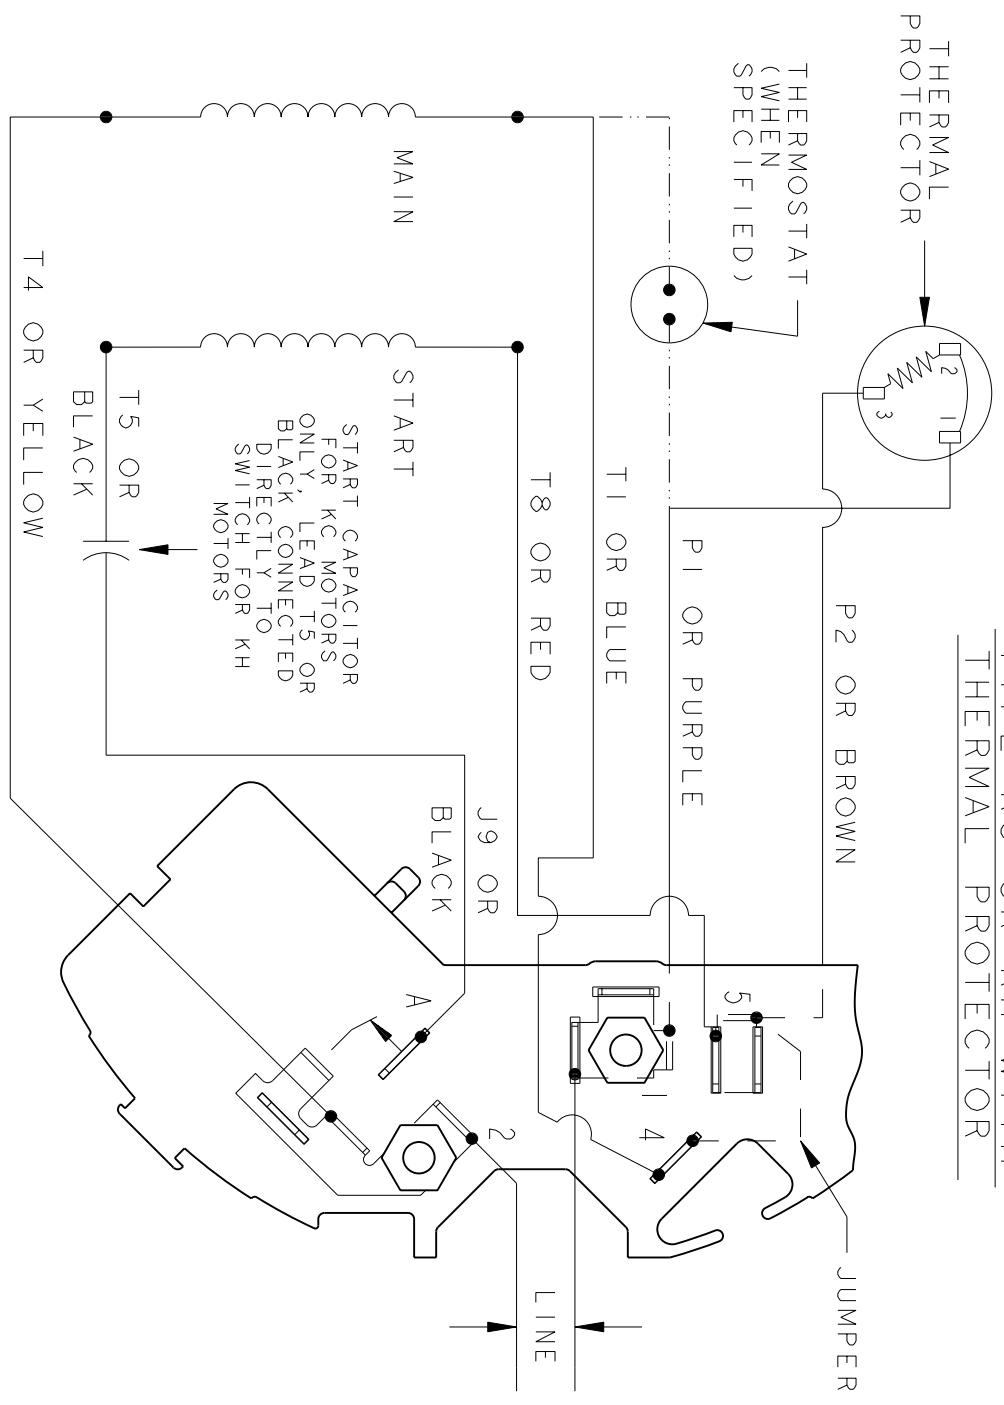 THERMAL PROTECTOR
THERMAL
PROTECTOR
2
1
3
THERMOSTAT
(WHEN
SPECIFIED)
P2 OR BROWN
P1 OR PURPLE
T1 OR BLUE
T8 OR RED
MAIN
START
START CAPACITOR
FOR KC MOTORS
ONLY, LEAD T5 OR
BLACK CONNECTED
DIRECTLY TO
SWITCH FOR KH
MOTORS
T5 OR
BLACK
T4 OR YELLOW
J9 OR
BLACK
JUMPER
5
1
4
2
A
LINE